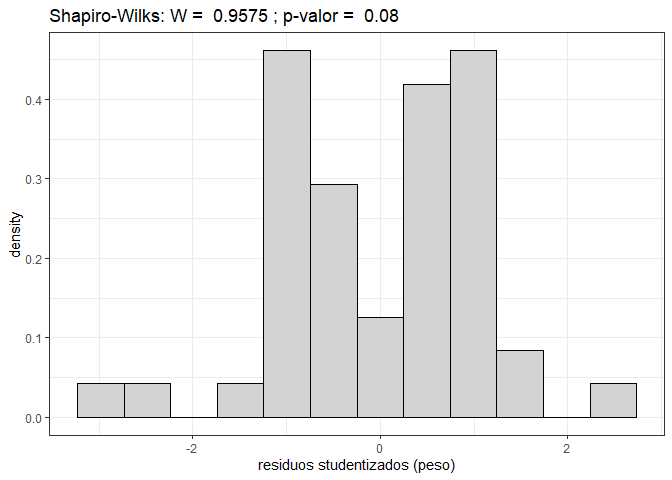 Shapiro-Wilks: W =  0.9575 ; p-valor =  0.08
0.4
0.3
0.2
0.1
0.0
density
-2 0 2
residuos studentizados (peso)